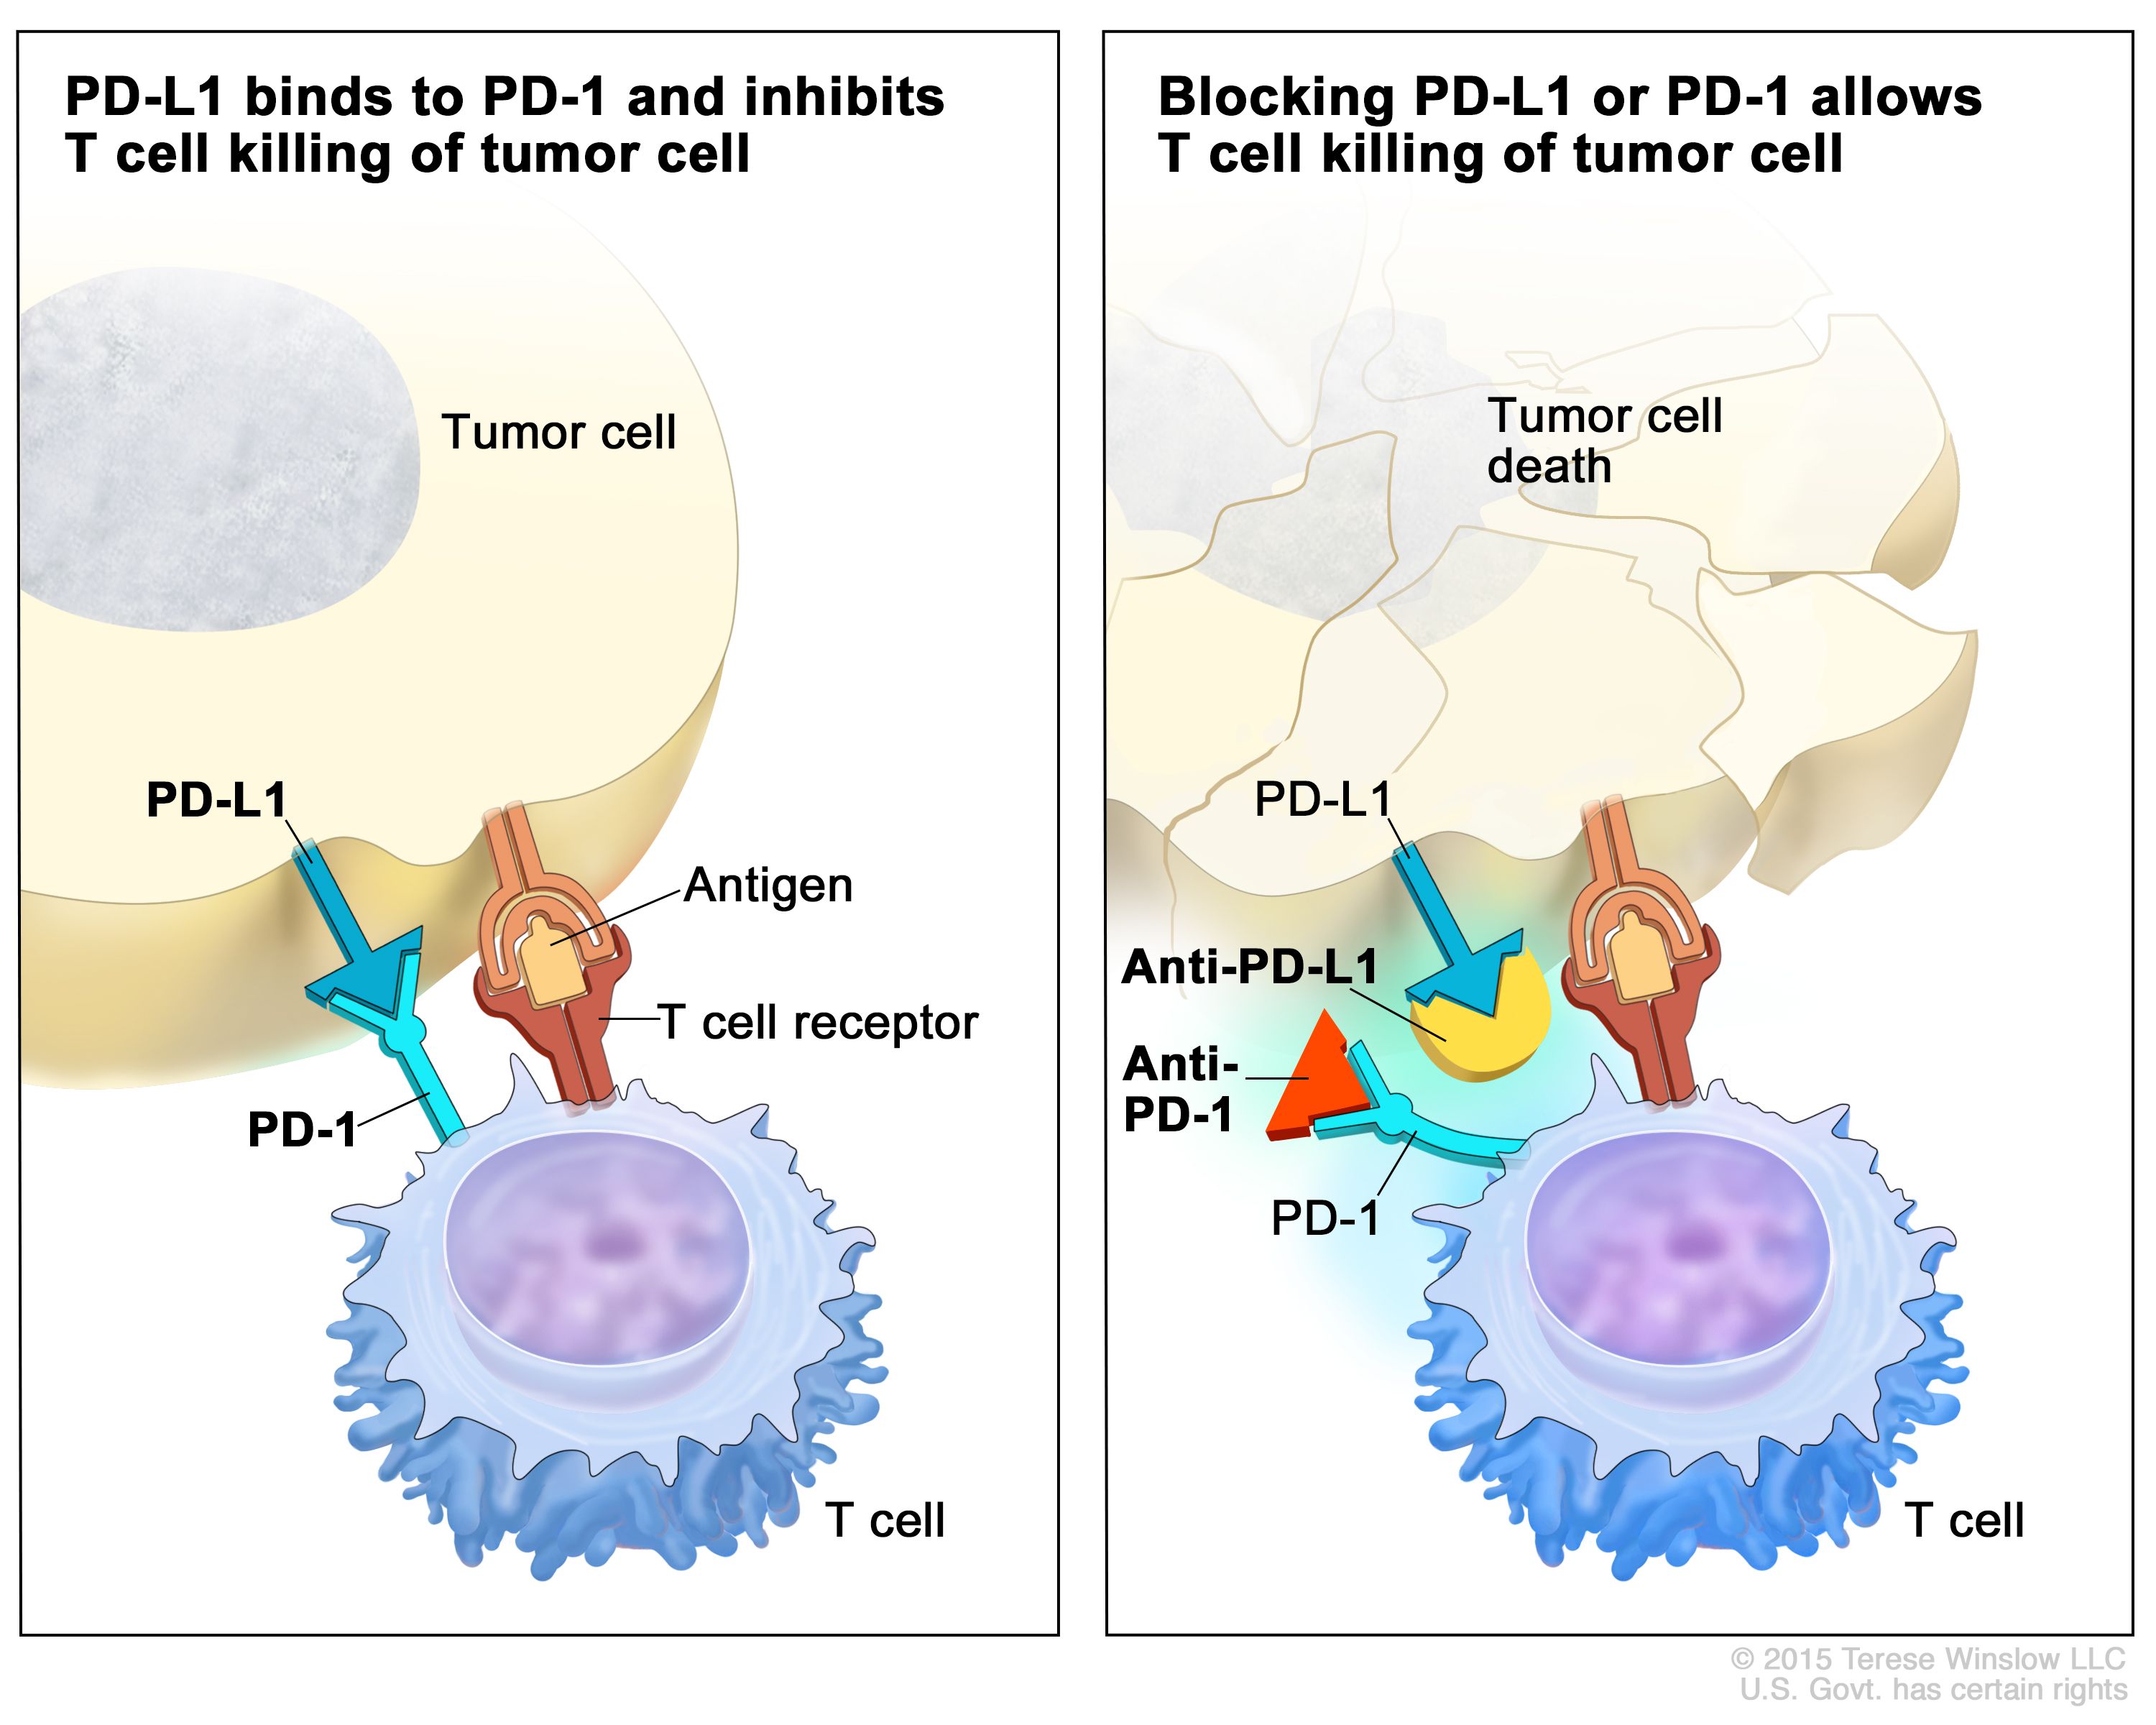 PD-L1 binds to PD-1 and inhibits
T cell killing of tumor cell
Tumor cell
PD-L1
Antigen
T cell receptor
PD-1
T cell
Blocking PD-L1 or PD-1 allows
T cell killing of tumor cell
Tumor cell
death
PD-L1
Anti-PD-L1
Anti-
PD-1
PD-1
T cell
© 2015 Terese Winslow LLC
U.S. Govt. has certain rights